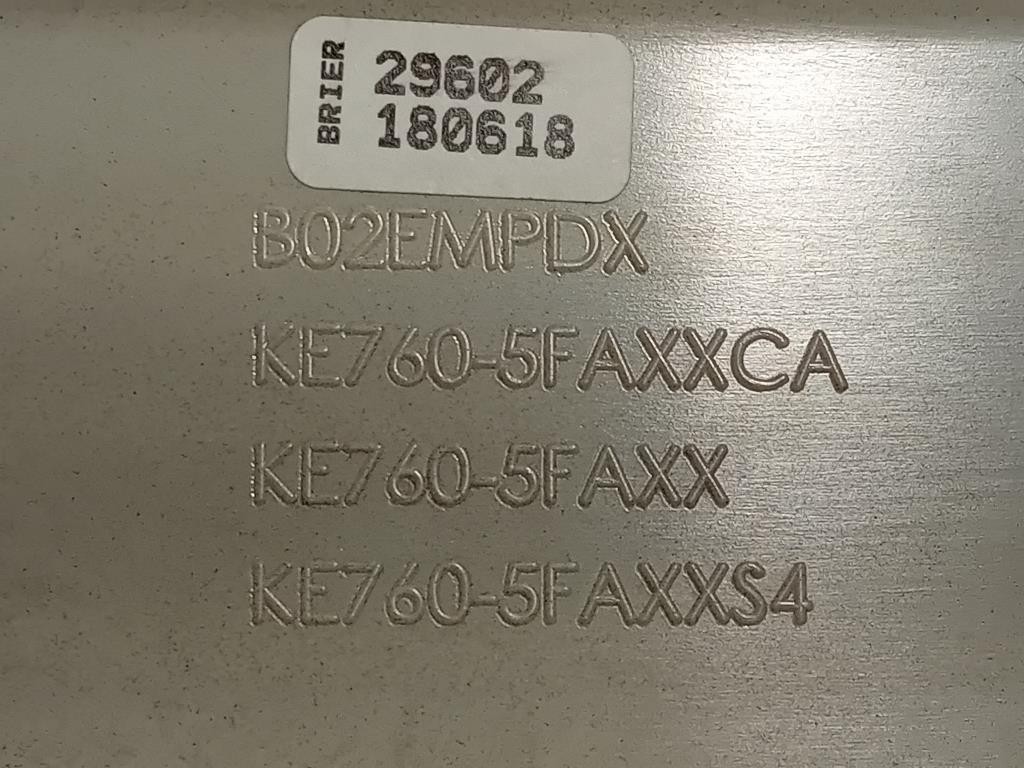 BRIER
29602
180618
B02EMPDX
KE760-5FAXXCA
KE760-5FAXX
KE760-5FAXXS4